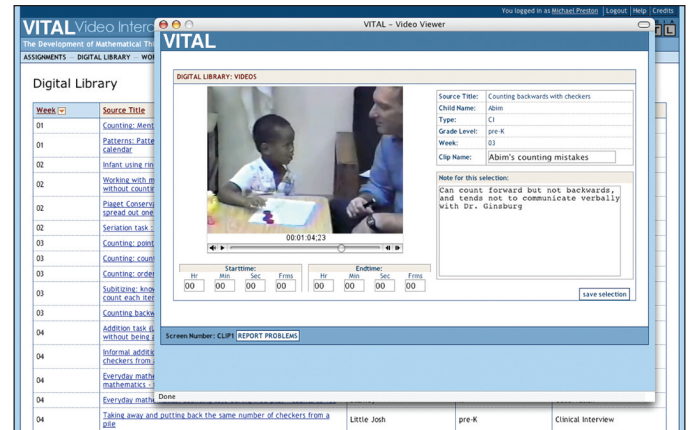 You logged in as Michael Preston | Logout | Help | Credits
VITAL Video Interac
The Development of Mathematical Thi
ASSIGNMENTS DIGITAL LIBRARY WO
Digital Library
Week Source Title
01 Counting: Ment
01 Patterns: Patte
calendar
02 Infant using rin
02 Working with m
without counti
02 Piaget Conserva
spread out one
02 Seriation task :
03 Counting: point
03 Counting: coun
03 Counting: order
03 Subitizing: know
count each iter
03 Counting backw
04 Addition task (L
without being a
04 Informal additio
checkers from a
04 Everyday mathe
mathematics -
04 Everyday mathe
04 Taking away and putting back the same number of checkers from a
pile
Little Josh pre-K Clinical Interview
VITAL – Video Viewer
VITAL
DIGITAL LIBRARY: VIDEOS
00:01:04;23
Starttime: Endtime:
Hr Min Sec Frms Hr Min Sec Frms
00 00 00 00 00 00 00 00
Source Title: Counting backwards with checkers
Child Name: Abim
Type: CI
Grade Level: pre-K
Week: 03
Clip Name: Abim's counting mistakes
Note for this selection:
Can count forward but not backwards,
and tends not to communicate verbally
with Dr. Ginsburg
save selection
Screen Number: CLIP1 REPORT PROBLEMS
Done